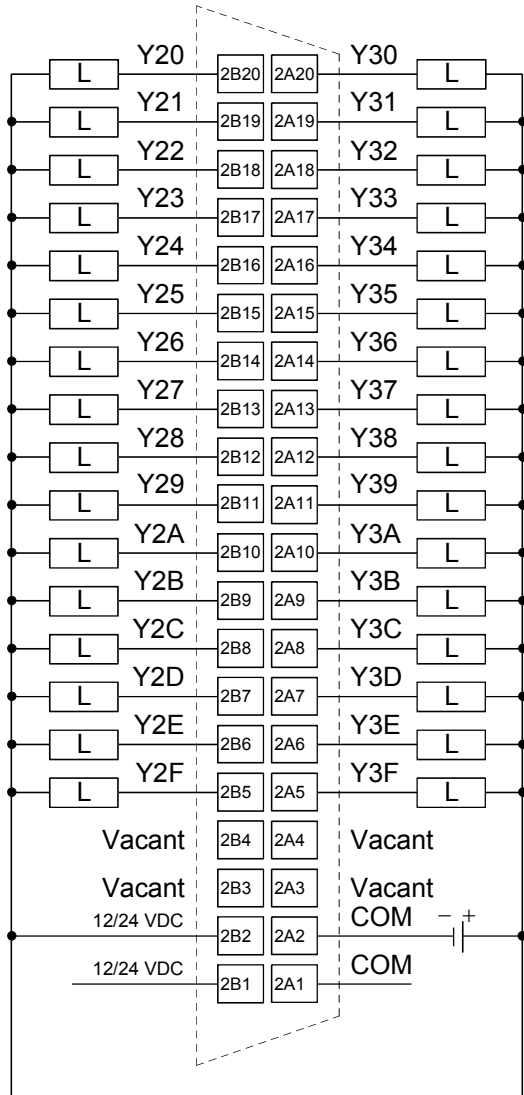 L Y20 2B20 2A20 Y30 L
L Y21 2B19 2A19 Y31 L
L Y22 2B18 2A18 Y32 L
L Y23 2B17 2A17 Y33 L
L Y24 2B16 2A16 Y34 L
L Y25 2B15 2A15 Y35 L
L Y26 2B14 2A14 Y36 L
L Y27 2B13 2A13 Y37 L
L Y28 2B12 2A12 Y38 L
L Y29 2B11 2A11 Y39 L
L Y2A 2B10 2A10 Y3A L
L Y2B 2B9 2A9 Y3B L
L Y2C 2B8 2A8 Y3C L
L Y2D 2B7 2A7 Y3D L
L Y2E 2B6 2A6 Y3E L
L Y2F 2B5 2A5 Y3F L
Vacant 2B4 2A4 Vacant
Vacant 2B3 2A3 Vacant
12/24 VDC 2B2 2A2 COM − +
12/24 VDC 2B1 2A1 COM